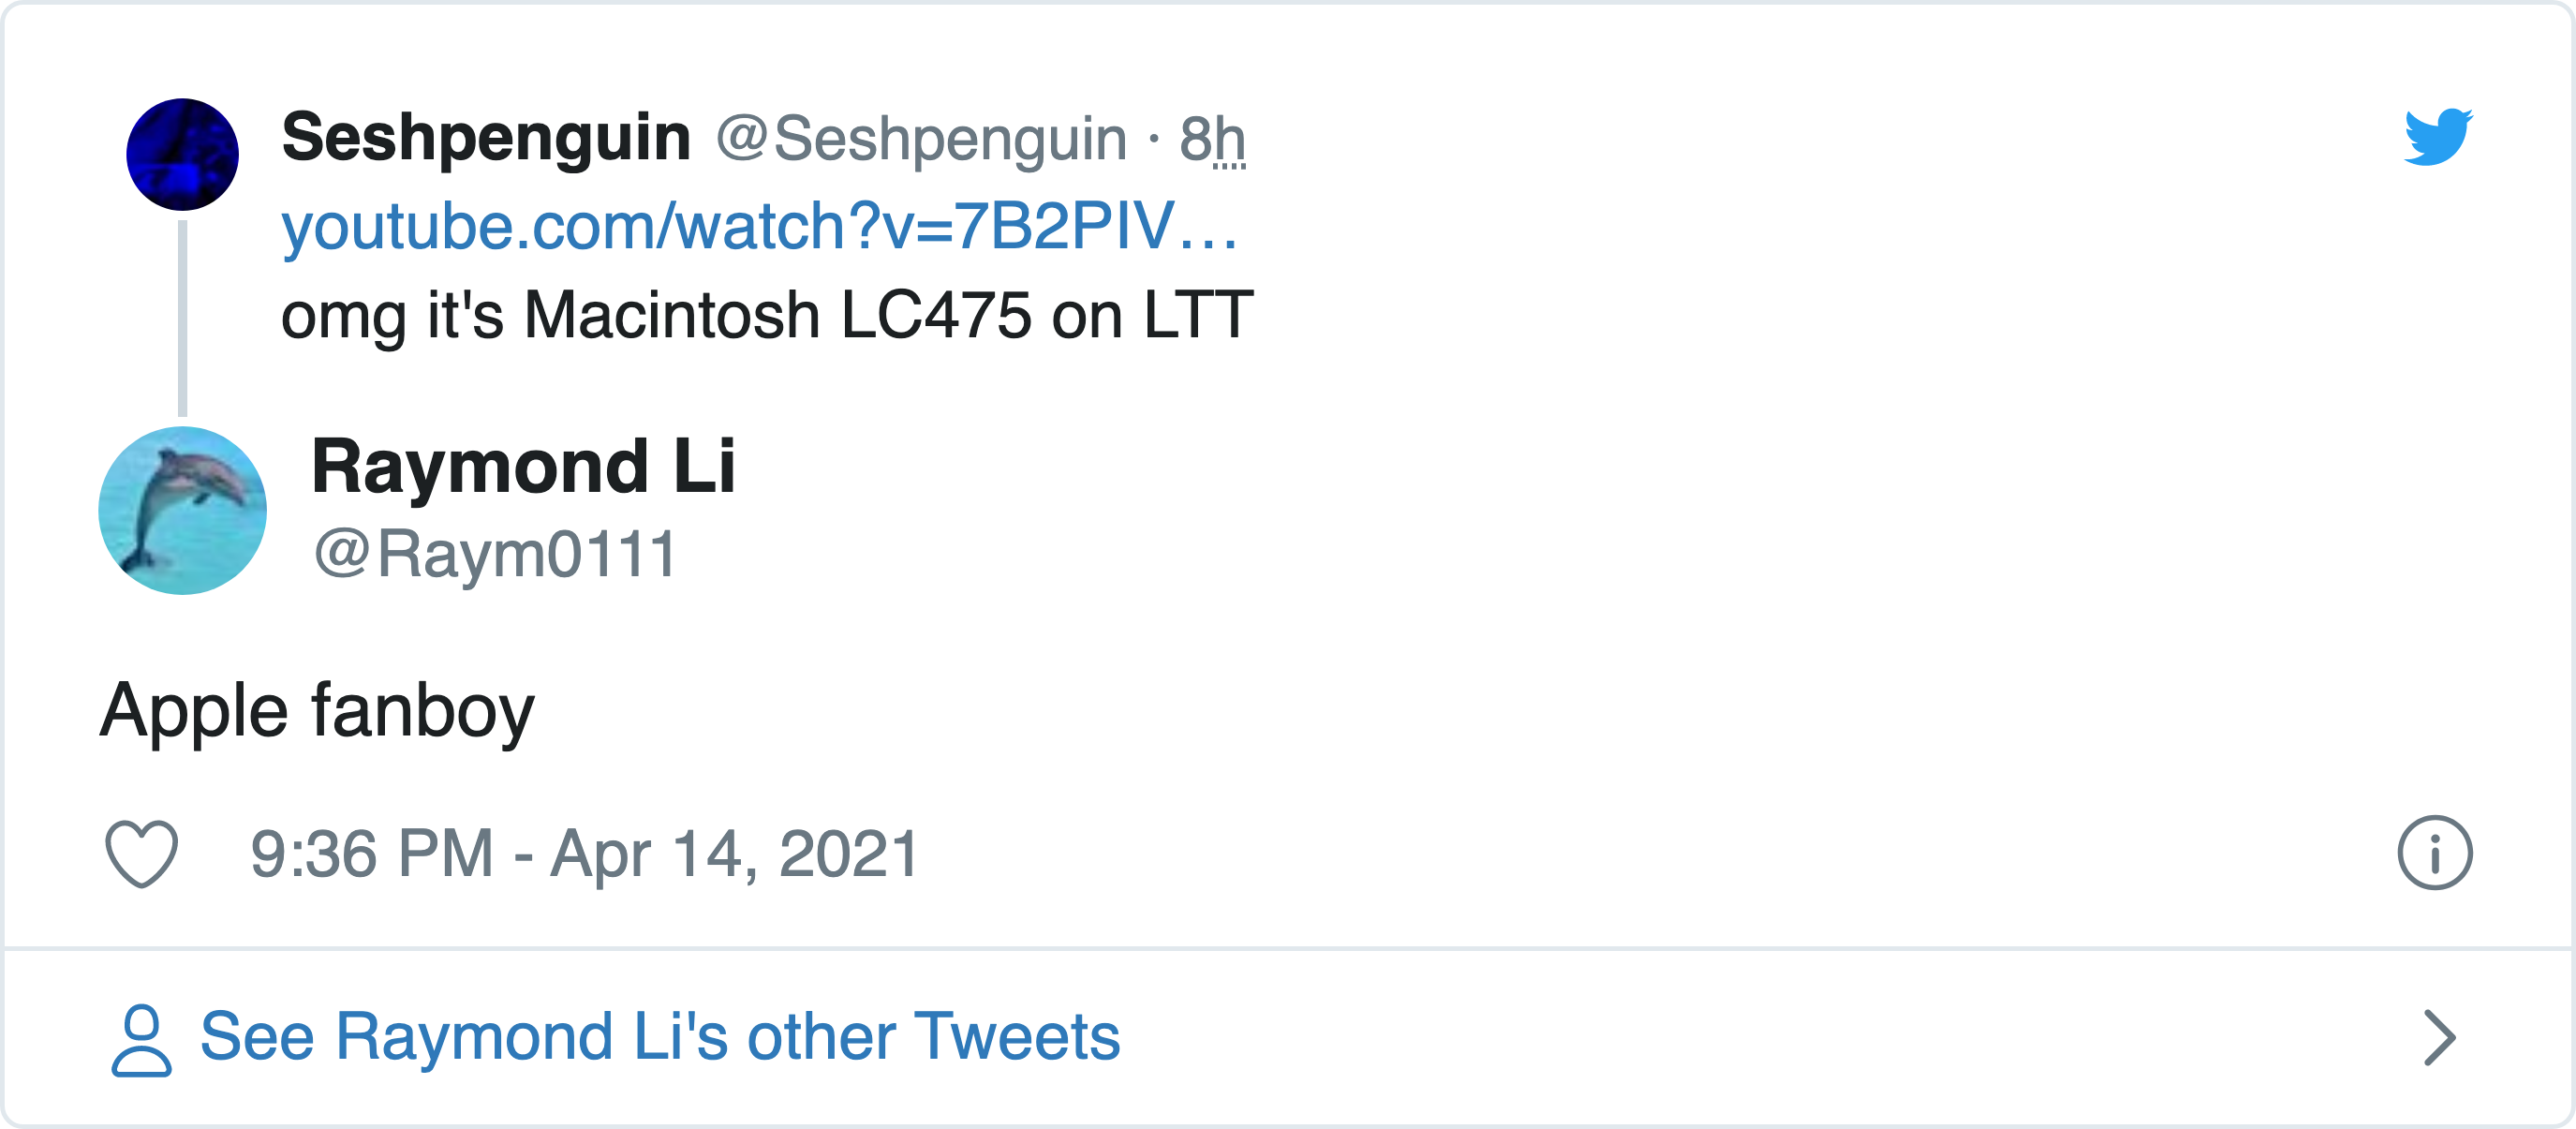 Seshpenguin @Seshpenguin · 8h
youtube.com/watch?v=7B2PIV…
omg it's Macintosh LC475 on LTT
Raymond Li
@Raym0111
Apple fanboy
9:36 PM - Apr 14, 2021
See Raymond Li's other Tweets